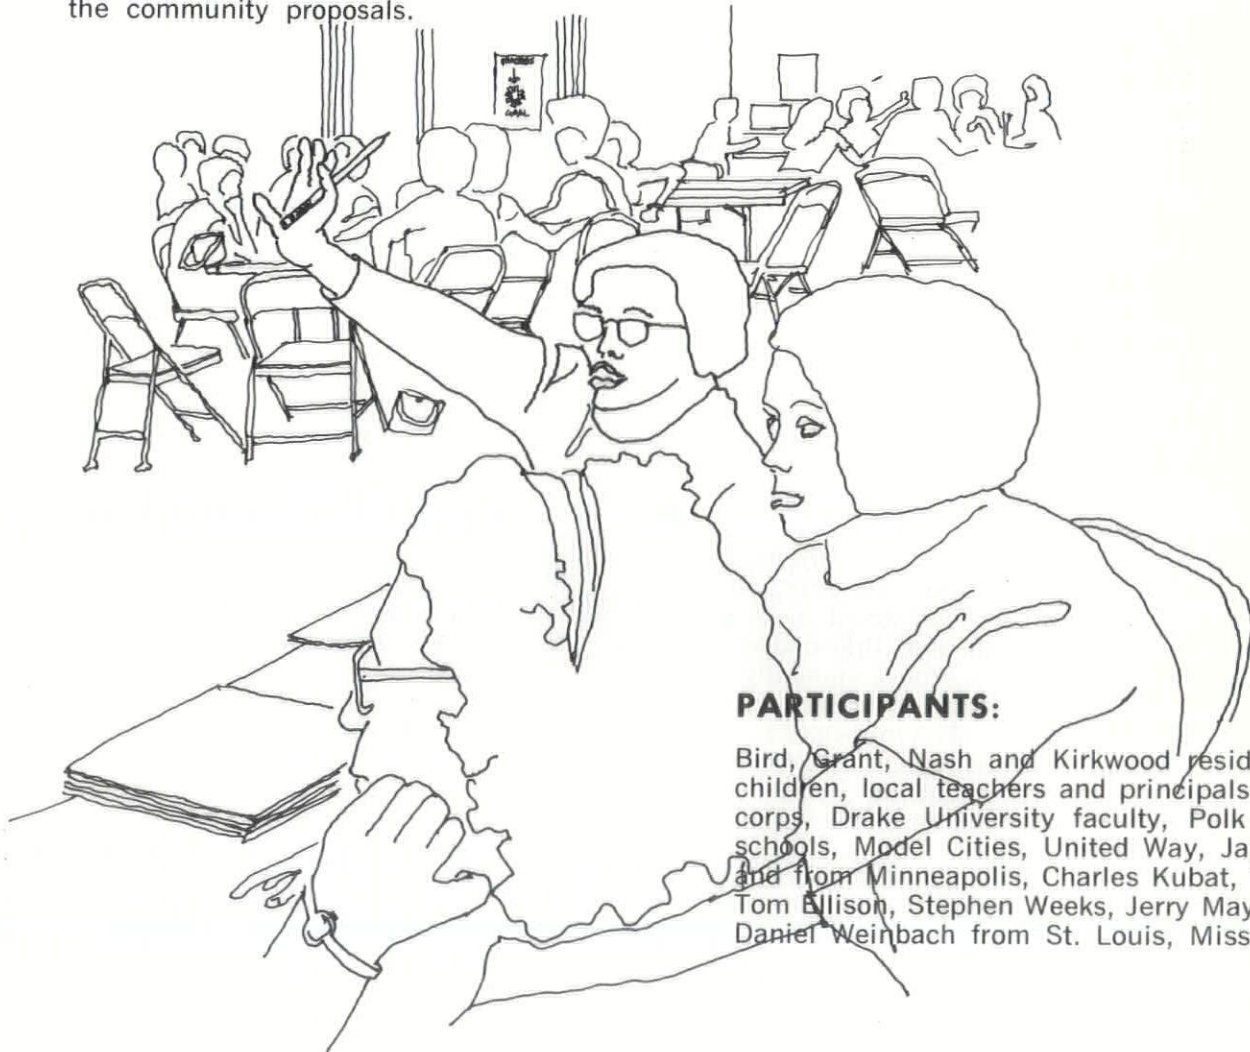 the community proposals.
GOAL
PARTICIPANTS:
Bird, Grant, Nash and Kirkwood resid
children, local teachers and principals
corps, Drake University faculty, Polk
schools, Model Cities, United Way, Ja
and from Minneapolis, Charles Kubat,
Tom Ellison, Stephen Weeks, Jerry May
Daniel Weinbach from St. Louis, Miss